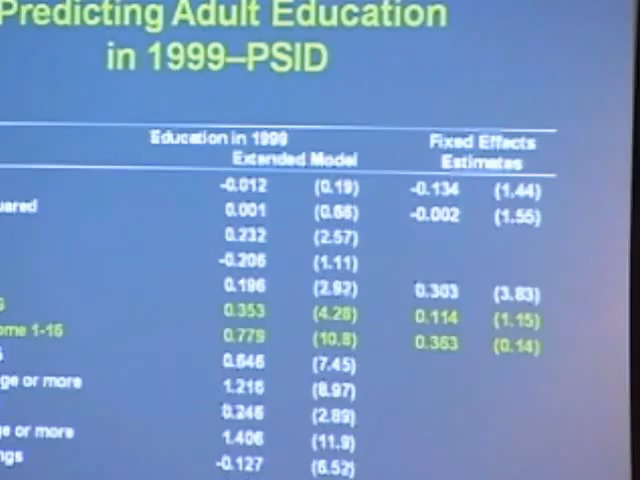 Predicting Adult Education
in 1999–PSID
Education in 1999 Fixed Effects
Extended Model Estimates
-0.012 (0.19) -0.134 (1.44)
uared 0.001 (0.66) -0.002 (1.55)
0.232 (2.57)
-0.206 (1.11)
0.196 (2.92) 0.303 (3.83)
0.353 (4.28) 0.114 (1.15)
ome 1-15 0.779 (10.8) 0.363 (0.14)
0.646 (7.45)
ge or more 1.216 (8.97)
0.246 (2.89)
ge or more 1.406 (11.9)
ngs -0.127 (6.52)